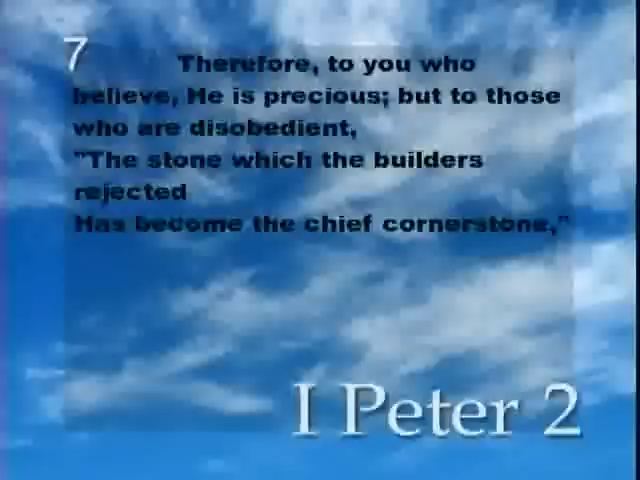 7 Therefore, to you who
believe, He is precious; but to those
who are disobedient,
"The stone which the builders
rejected
Has become the chief cornerstone,"
I Peter 2